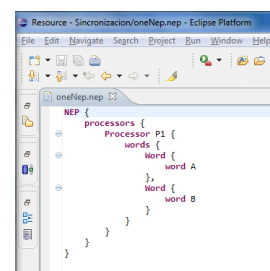 Resource - Sincronizacion/oneNep.nep - Eclipse Platform
File Edit Navigate Search Project Run Window Help
oneNep.nep
NEP {
processors {
Processor P1 {
words {
Word {
word A
},
Word {
word B
}
}
}
}
}